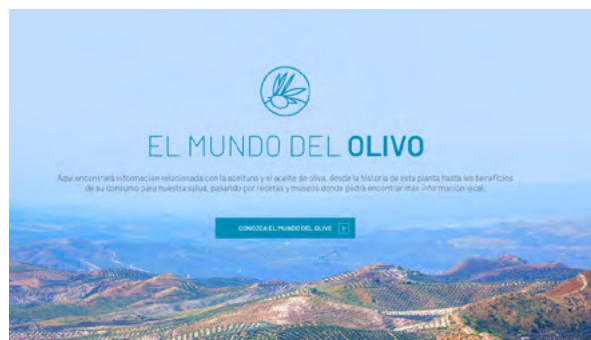 EL MUNDO DEL OLIVO
Aquí encontrará información relacionada con la aceituna y el aceite de oliva, desde la historia de esta planta hasta los beneficios
de su consumo para nuestra salud, pasando por recetas y museos donde podrá encontrar más información local.
CONOZCA EL MUNDO DEL OLIVO